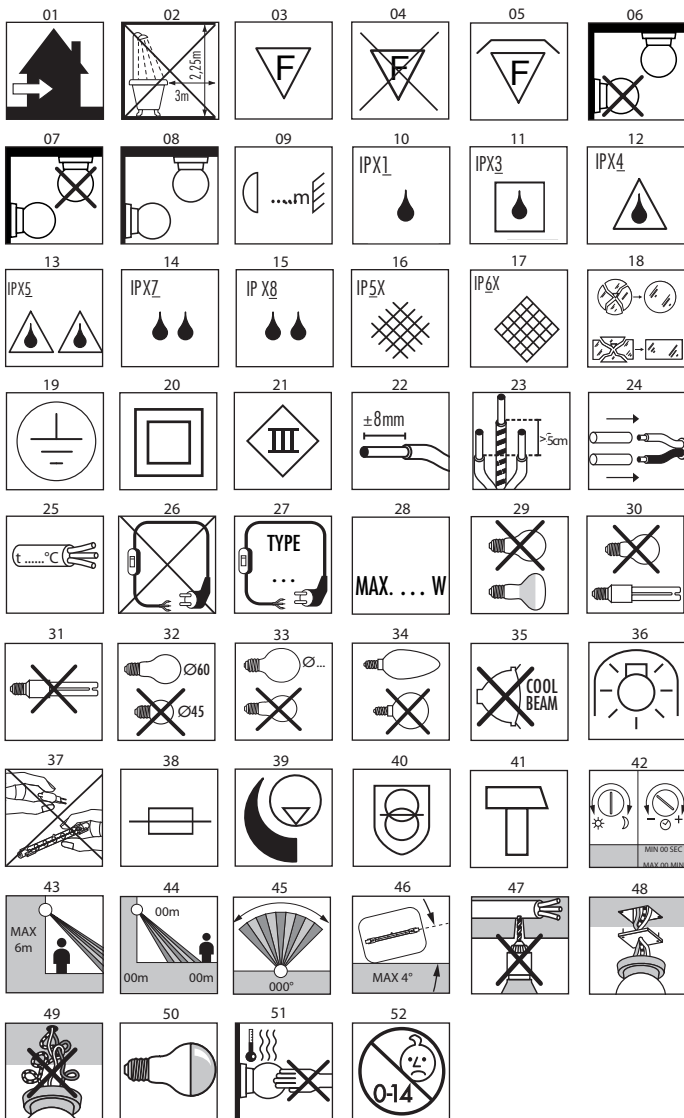 01 02 03 04 05 06
2,25m
3m
F
F
F
07 08 09 10 11 12
.....m
IPX1
IPX3
IPX4
13 14 15 16 17 18
IPX5
IPX7
IP X8
IP5X
IP6X
19 20 21 22 23 24
III
±8mm
>5cm
25 26 27 28 29 30
t ......°C
TYPE
...
MAX. ... W
31 32 33 34 35 36
Ø60
Ø45
Ø...
COOL
BEAM
37 38 39 40 41 42
- +
MIN 00 SEC
MAX 00 MIN
43 44 45 46 47 48
MAX
6m
00m
00m 00m
000°
MAX 4°
49 50 51 52
0-14